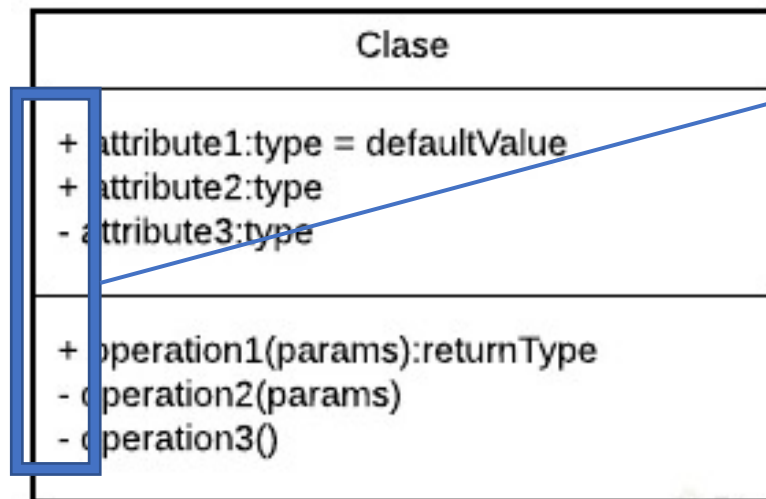 Clase
+ attribute1:type = defaultValue
+ attribute2:type
- attribute3:type
+ operation1(params):returnType
- operation2(params)
- operation3()